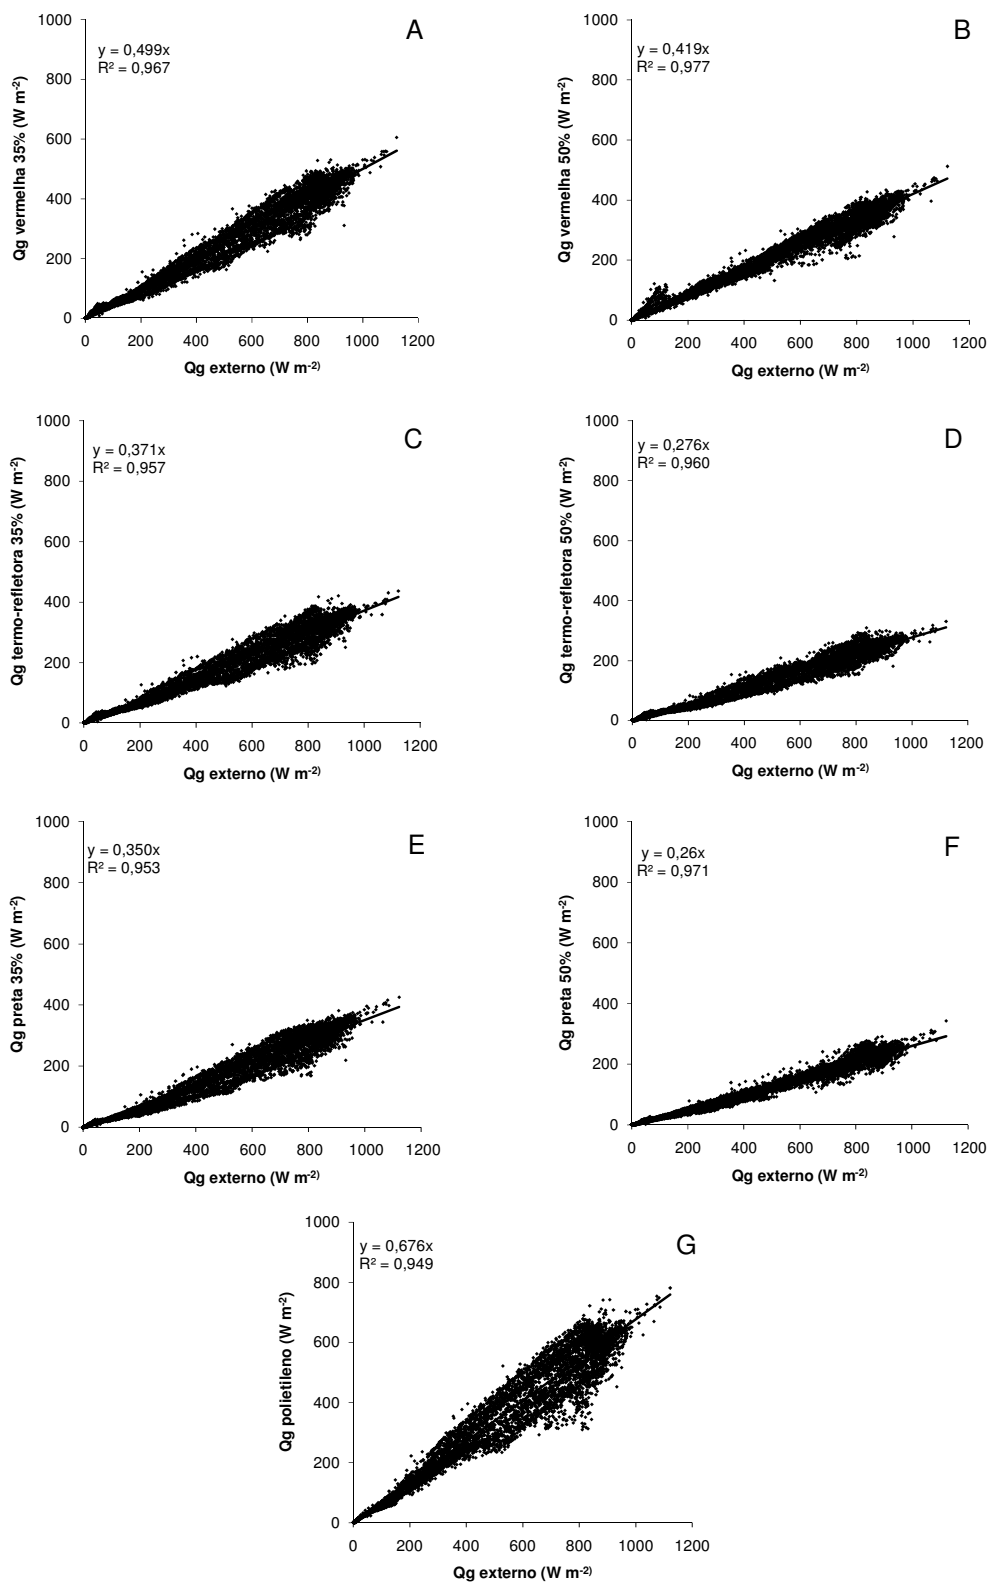 A
y = 0,499x
R² = 0,967
1000
800
600
400
200
0
Qg vermelha 35% (W m-2)
0 200 400 600 800 1000 1200
Qg externo (W m-2)
B
y = 0,419x
R² = 0,977
1000
800
600
400
200
0
Qg vermelha 50% (W m-2)
0 200 400 600 800 1000 1200
Qg externo (W m-2)
C
y = 0,371x
R² = 0,957
1000
800
600
400
200
0
Qg termo-refletora 35% (W m-2)
0 200 400 600 800 1000 1200
Qg externo (W m-2)
D
y = 0,276x
R² = 0,960
1000
800
600
400
200
0
Qg termo-refletora 50% (W m-2)
0 200 400 600 800 1000 1200
Qg externo (W m-2)
E
y = 0,350x
R² = 0,953
1000
800
600
400
200
0
Qg preta 35% (W m-2)
0 200 400 600 800 1000 1200
Qg externo (W m-2)
F
y = 0,26x
R² = 0,971
1000
800
600
400
200
0
Qg preta 50% (W m-2)
0 200 400 600 800 1000 1200
Qg externo (W m-2)
G
y = 0,676x
R² = 0,949
1000
800
600
400
200
0
Qg polietileno (W m-2)
0 200 400 600 800 1000 1200
Qg externo (W m-2)